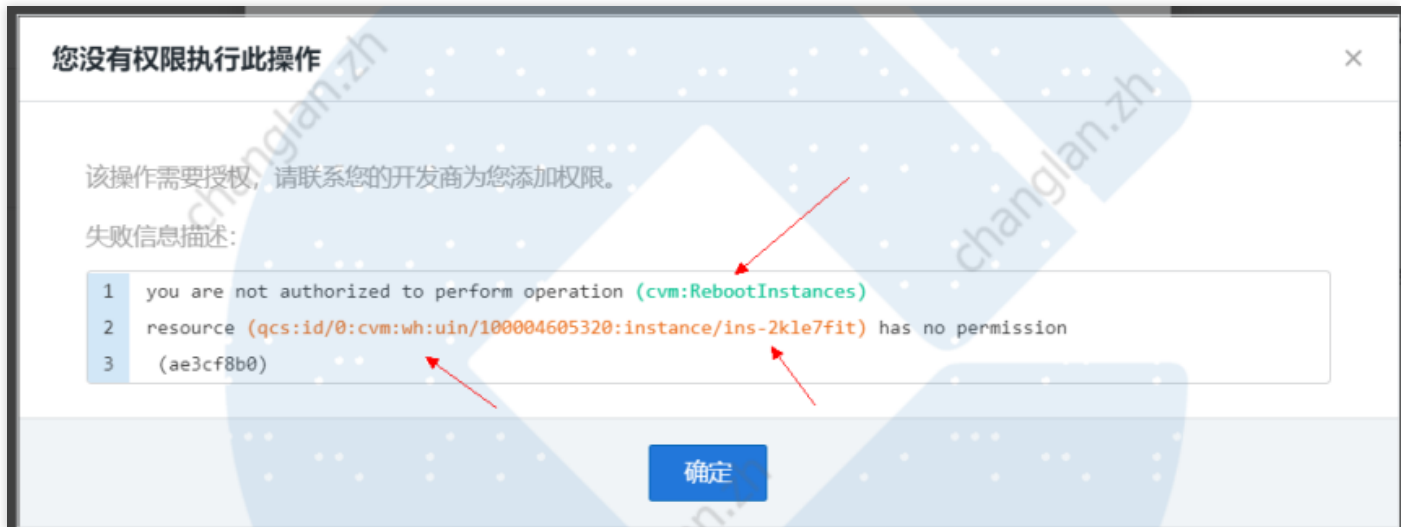 您没有权限执行此操作
×
该操作需要授权，请联系您的开发商为您添加权限。
失败信息描述：
1 you are not authorized to perform operation (cvm:RebootInstances)
2 resource (qcs:id/0:cvm:wh:uin/100004605320:instance/ins-2kle7fit) has no permission
3 (ae3cf8b0)
确定
changlan.zh
changlan.zh
an.zh